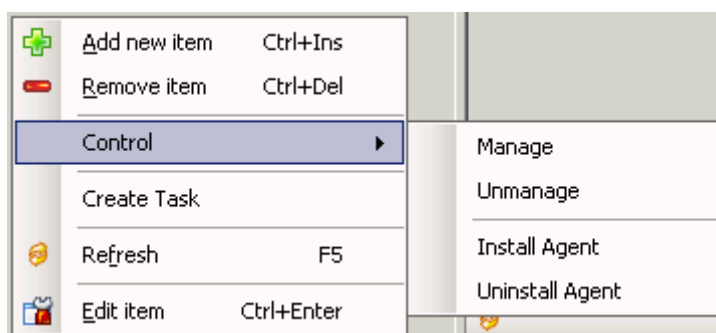 Add new item Ctrl+Ins
Remove item Ctrl+Del
Control
Create Task
Refresh F5
Edit item Ctrl+Enter
Manage
Unmanage
Install Agent
Uninstall Agent